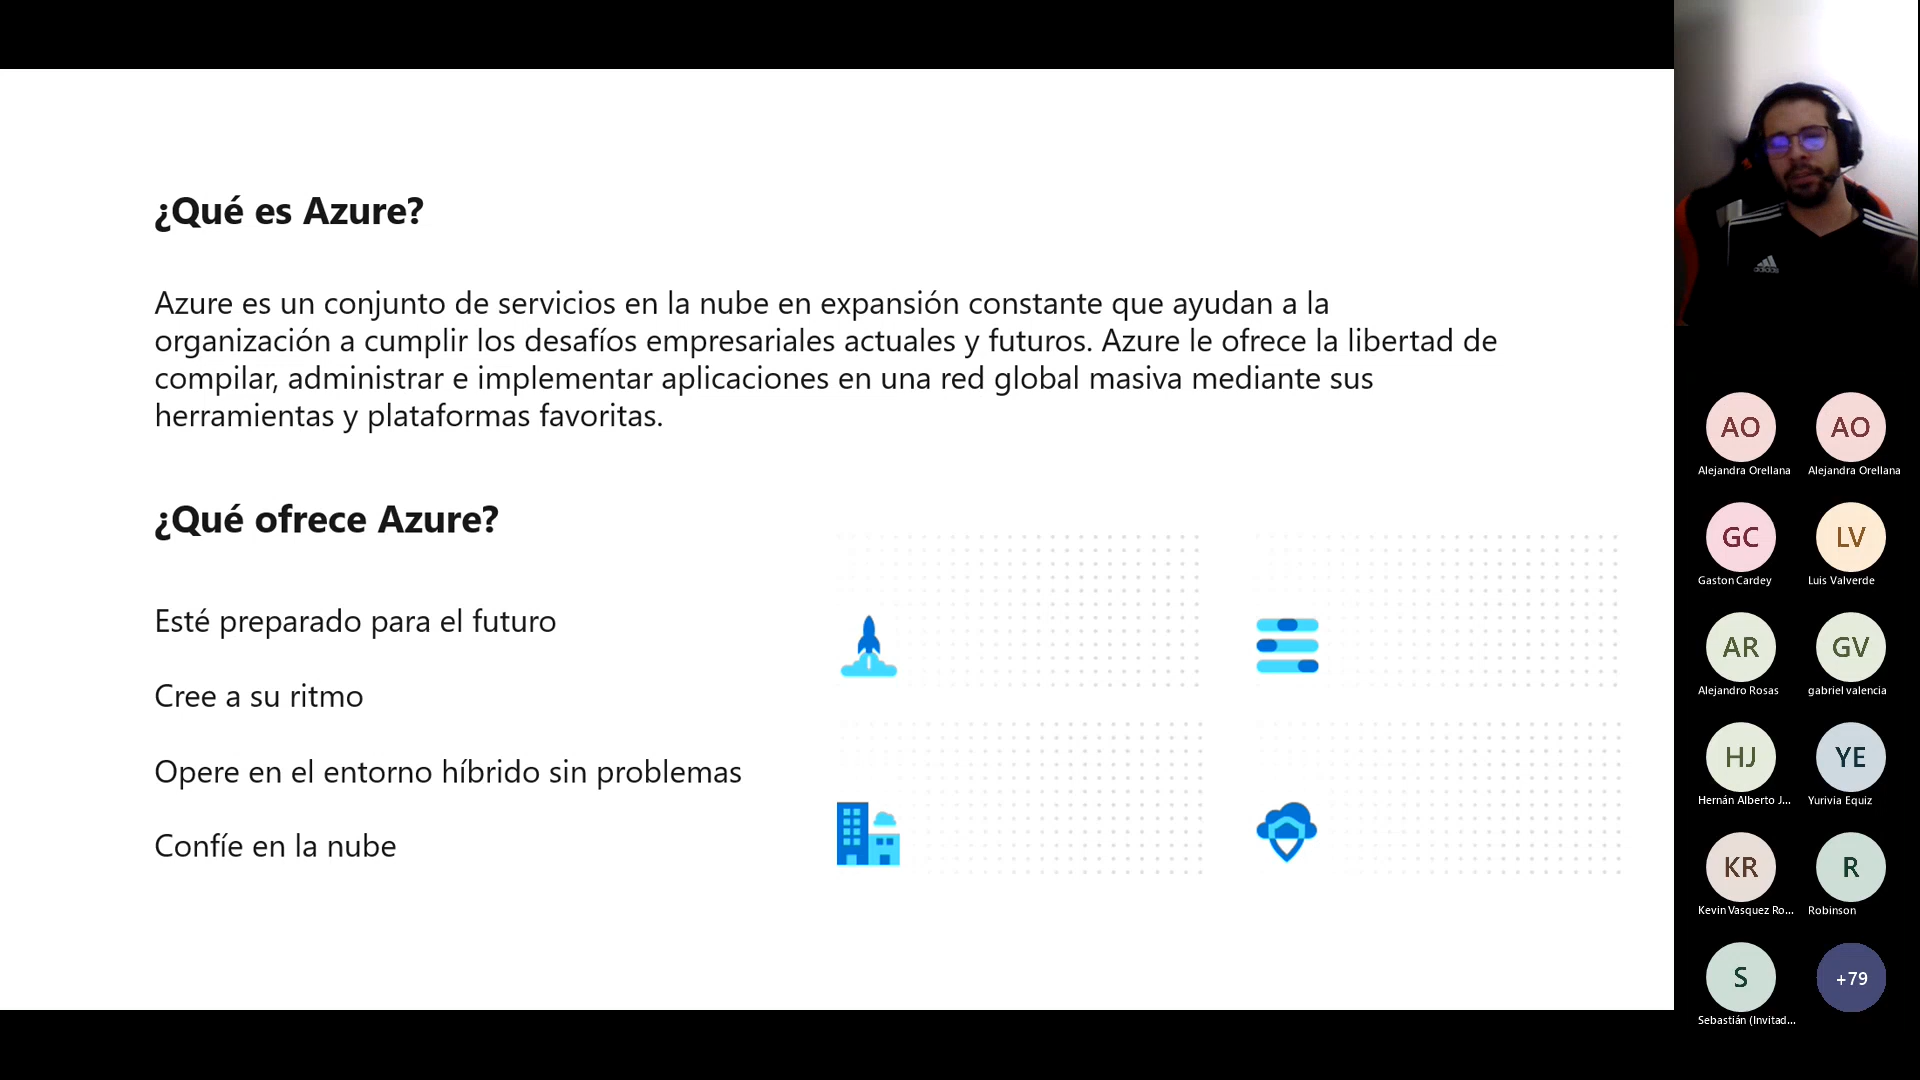 ¿Qué es Azure?
Azure es un conjunto de servicios en la nube en expansión constante que ayudan a la
organización a cumplir los desafíos empresariales actuales y futuros. Azure le ofrece la libertad de
compilar, administrar e implementar aplicaciones en una red global masiva mediante sus
herramientas y plataformas favoritas.
¿Qué ofrece Azure?
Esté preparado para el futuro
Cree a su ritmo
Opere en el entorno híbrido sin problemas
Confíe en la nube
adidas
AO
Alejandra Orellana
AO
Alejandra Orellana
GC
Gaston Cardey
LV
Luis Valverde
AR
Alejandro Rosas
GV
gabriel valencia
HJ
Hernán Alberto J...
YE
Yurivia Equiz
KR
Kevin Vasquez Ro...
R
Robinson
S
Sebastián (Invitad...
+79